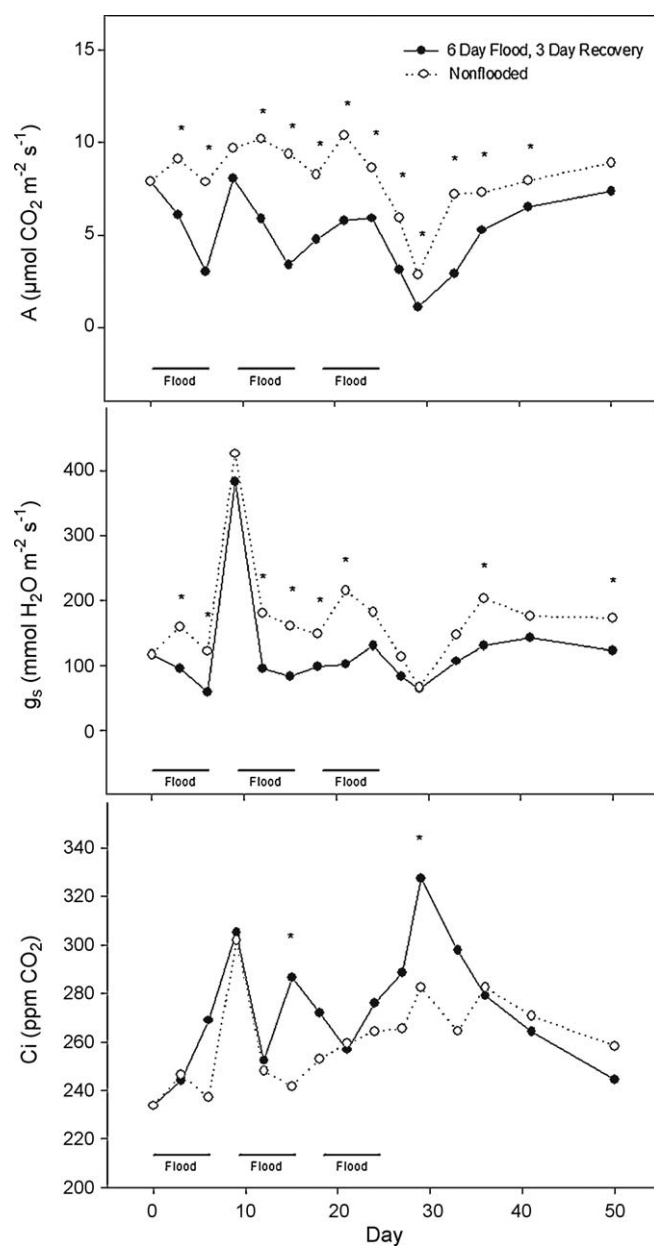 15
10
5
0
A (µmol CO₂ m⁻² s⁻¹)
6 Day Flood, 3 Day Recovery
Nonflooded
* * * * * * * * * * * * *
Flood Flood Flood
400
300
200
100
0
gₛ (mmol H₂O m⁻² s⁻¹)
* * * * * * * *
Flood Flood Flood
340
320
300
280
260
240
220
200
Ci (ppm CO₂)
* *
Flood Flood Flood
0 10 20 30 40 50
Day